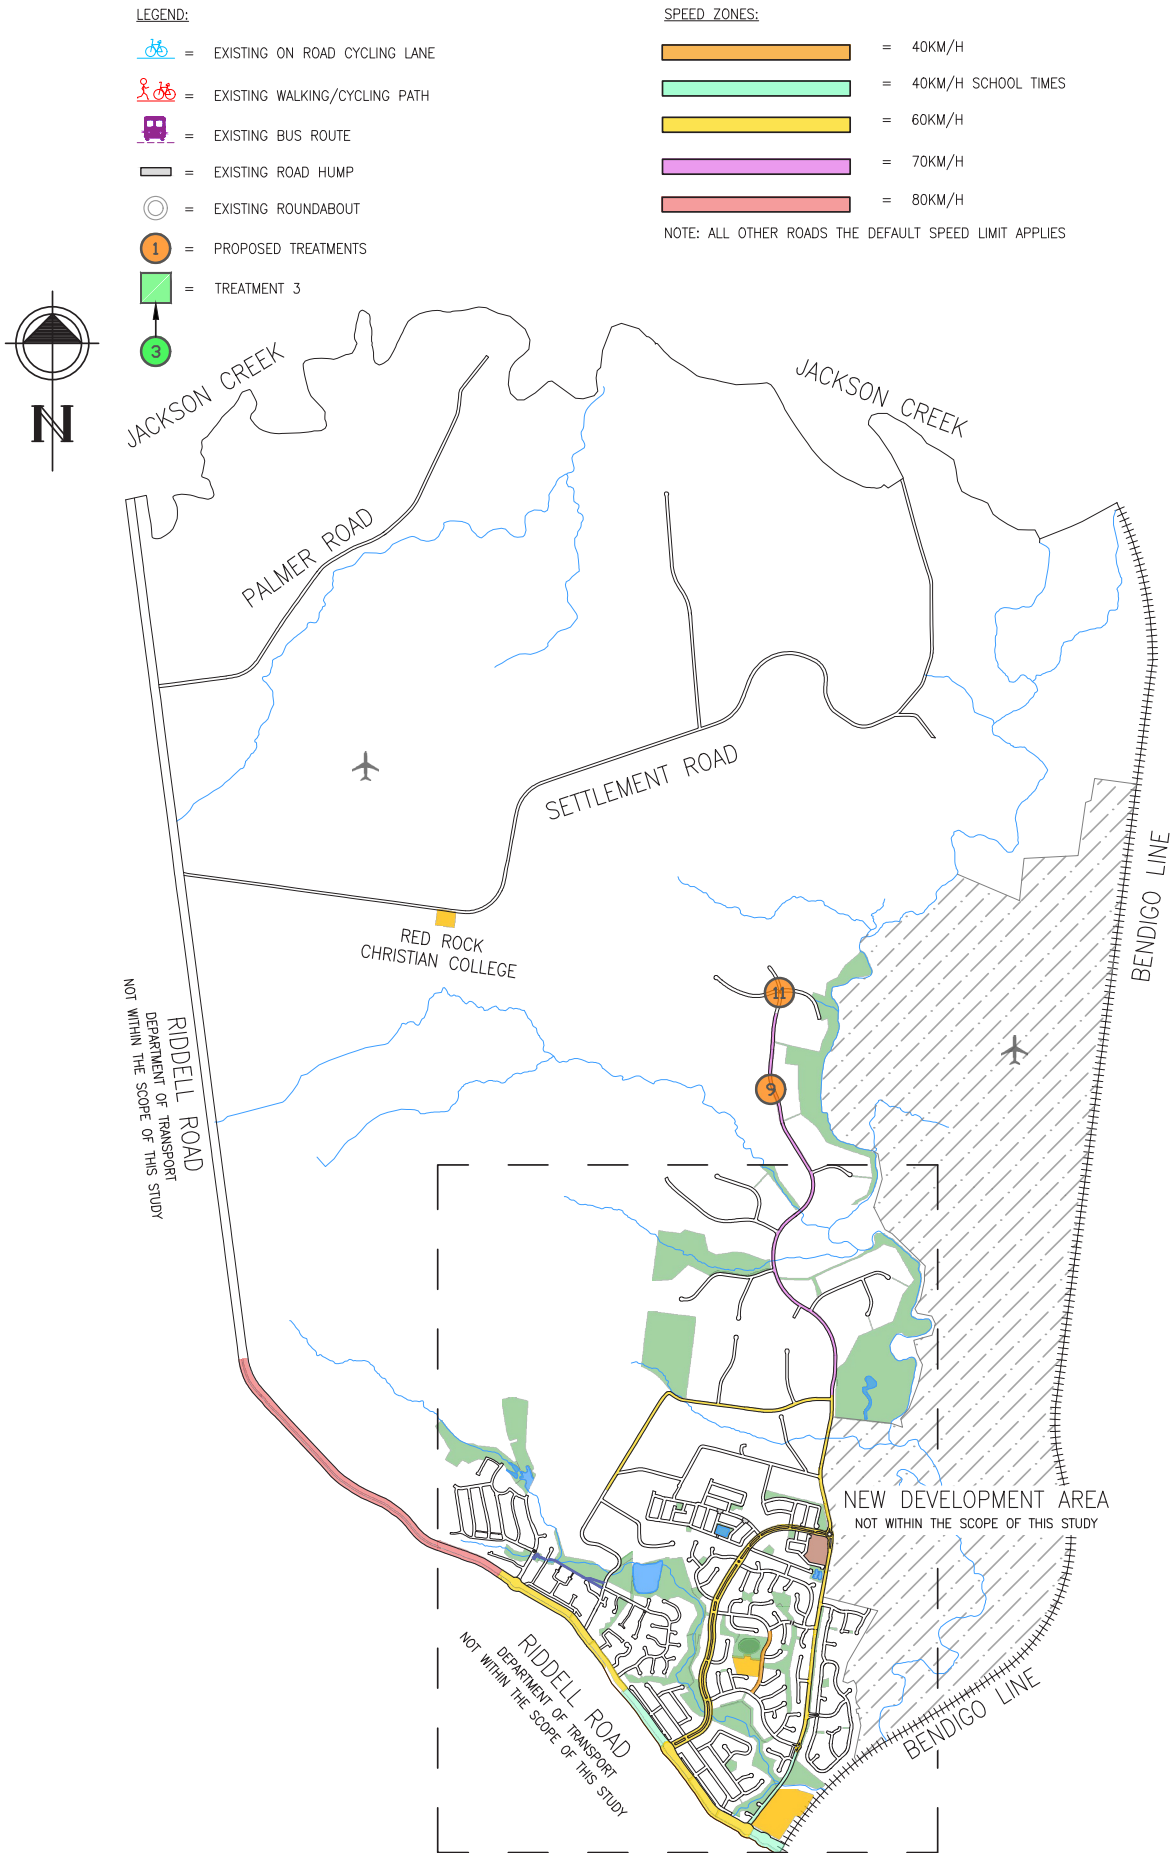 LEGEND:
= EXISTING ON ROAD CYCLING LANE
= EXISTING WALKING/CYCLING PATH
= EXISTING BUS ROUTE
= EXISTING ROAD HUMP
= EXISTING ROUNDABOUT
1 = PROPOSED TREATMENTS
= TREATMENT 3
3
SPEED ZONES:
= 40KM/H
= 40KM/H SCHOOL TIMES
= 60KM/H
= 70KM/H
= 80KM/H
NOTE: ALL OTHER ROADS THE DEFAULT SPEED LIMIT APPLIES
N
JACKSON CREEK
JACKSON CREEK
PALMER ROAD
SETTLEMENT ROAD
BENDIGO LINE
RED ROCK
CHRISTIAN COLLEGE
11
9
RIDDELL ROAD
DEPARTMENT OF TRANSPORT
NOT WITHIN THE SCOPE OF THIS STUDY
NEW DEVELOPMENT AREA
NOT WITHIN THE SCOPE OF THIS STUDY
RIDDELL ROAD
DEPARTMENT OF TRANSPORT
NOT WITHIN THE SCOPE OF THIS STUDY
BENDIGO LINE